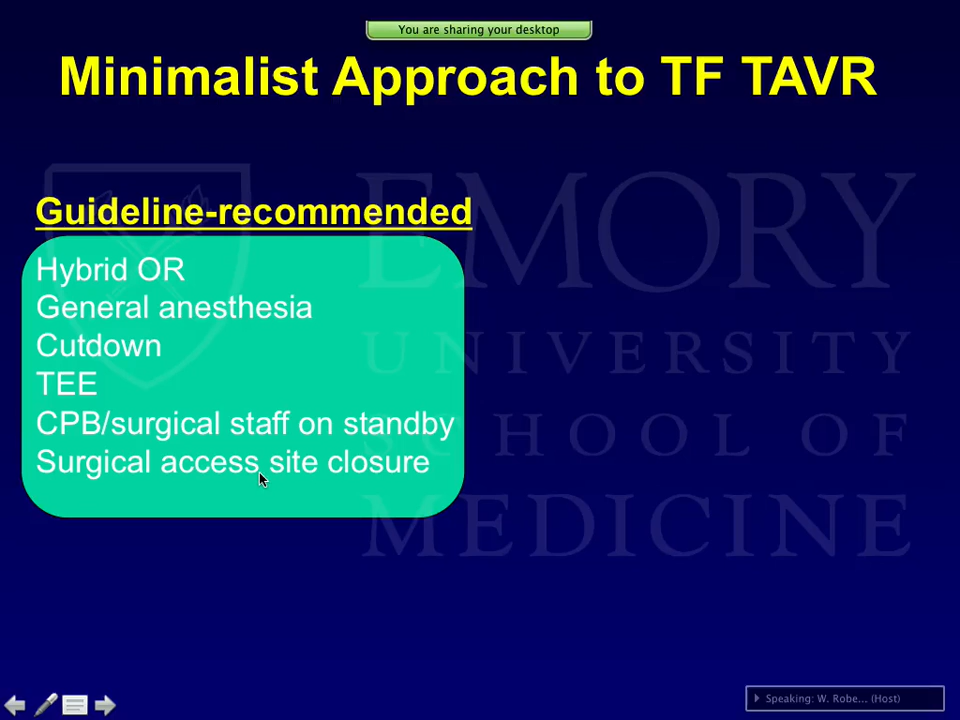 You are sharing your desktop
Minimalist Approach to TF TAVR
Guideline-recommended
Hybrid OR
General anesthesia
Cutdown
TEE
CPB/surgical staff on standby
Surgical access site closure
EMORY
UNIVERSITY
SCHOOL OF
MEDICINE
Speaking: W. Robe... (Host)